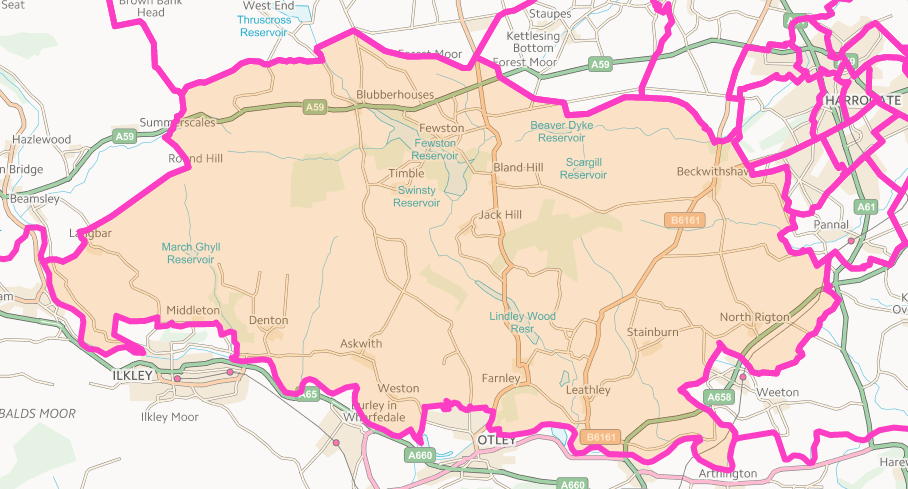 Seat
Brown Bank
Head
West End
Thruscross
Reservoir
Staupes
Kettlesing
Bottom
Forest Moor
Forest Moor
A59
A59
HARROGATE
Blubberhouses
A59
Summerscales
A59
Hazlewood
Fewston
Fewston
Reservoir
Beaver Dyke
Reservoir
Round Hill
n Bridge
Timble
Bland Hill
Scargill
Reservoir
Beckwithshaw
Beamsley
Swinsty
Reservoir
A61
Jack Hill
B6161
Pannal
Langbar
March Ghyll
Reservoir
am
Middleton
Denton
Lindley Wood
Resr
North Rigton
Stainburn
Askwith
ILKLEY
Farnley
Weston
Leathley
A65
A658
Weeton
BALDS MOOR
Ilkley Moor
Burley in
Wharfedale
OTLEY
B6161
A660
Arthington
Harew
A660